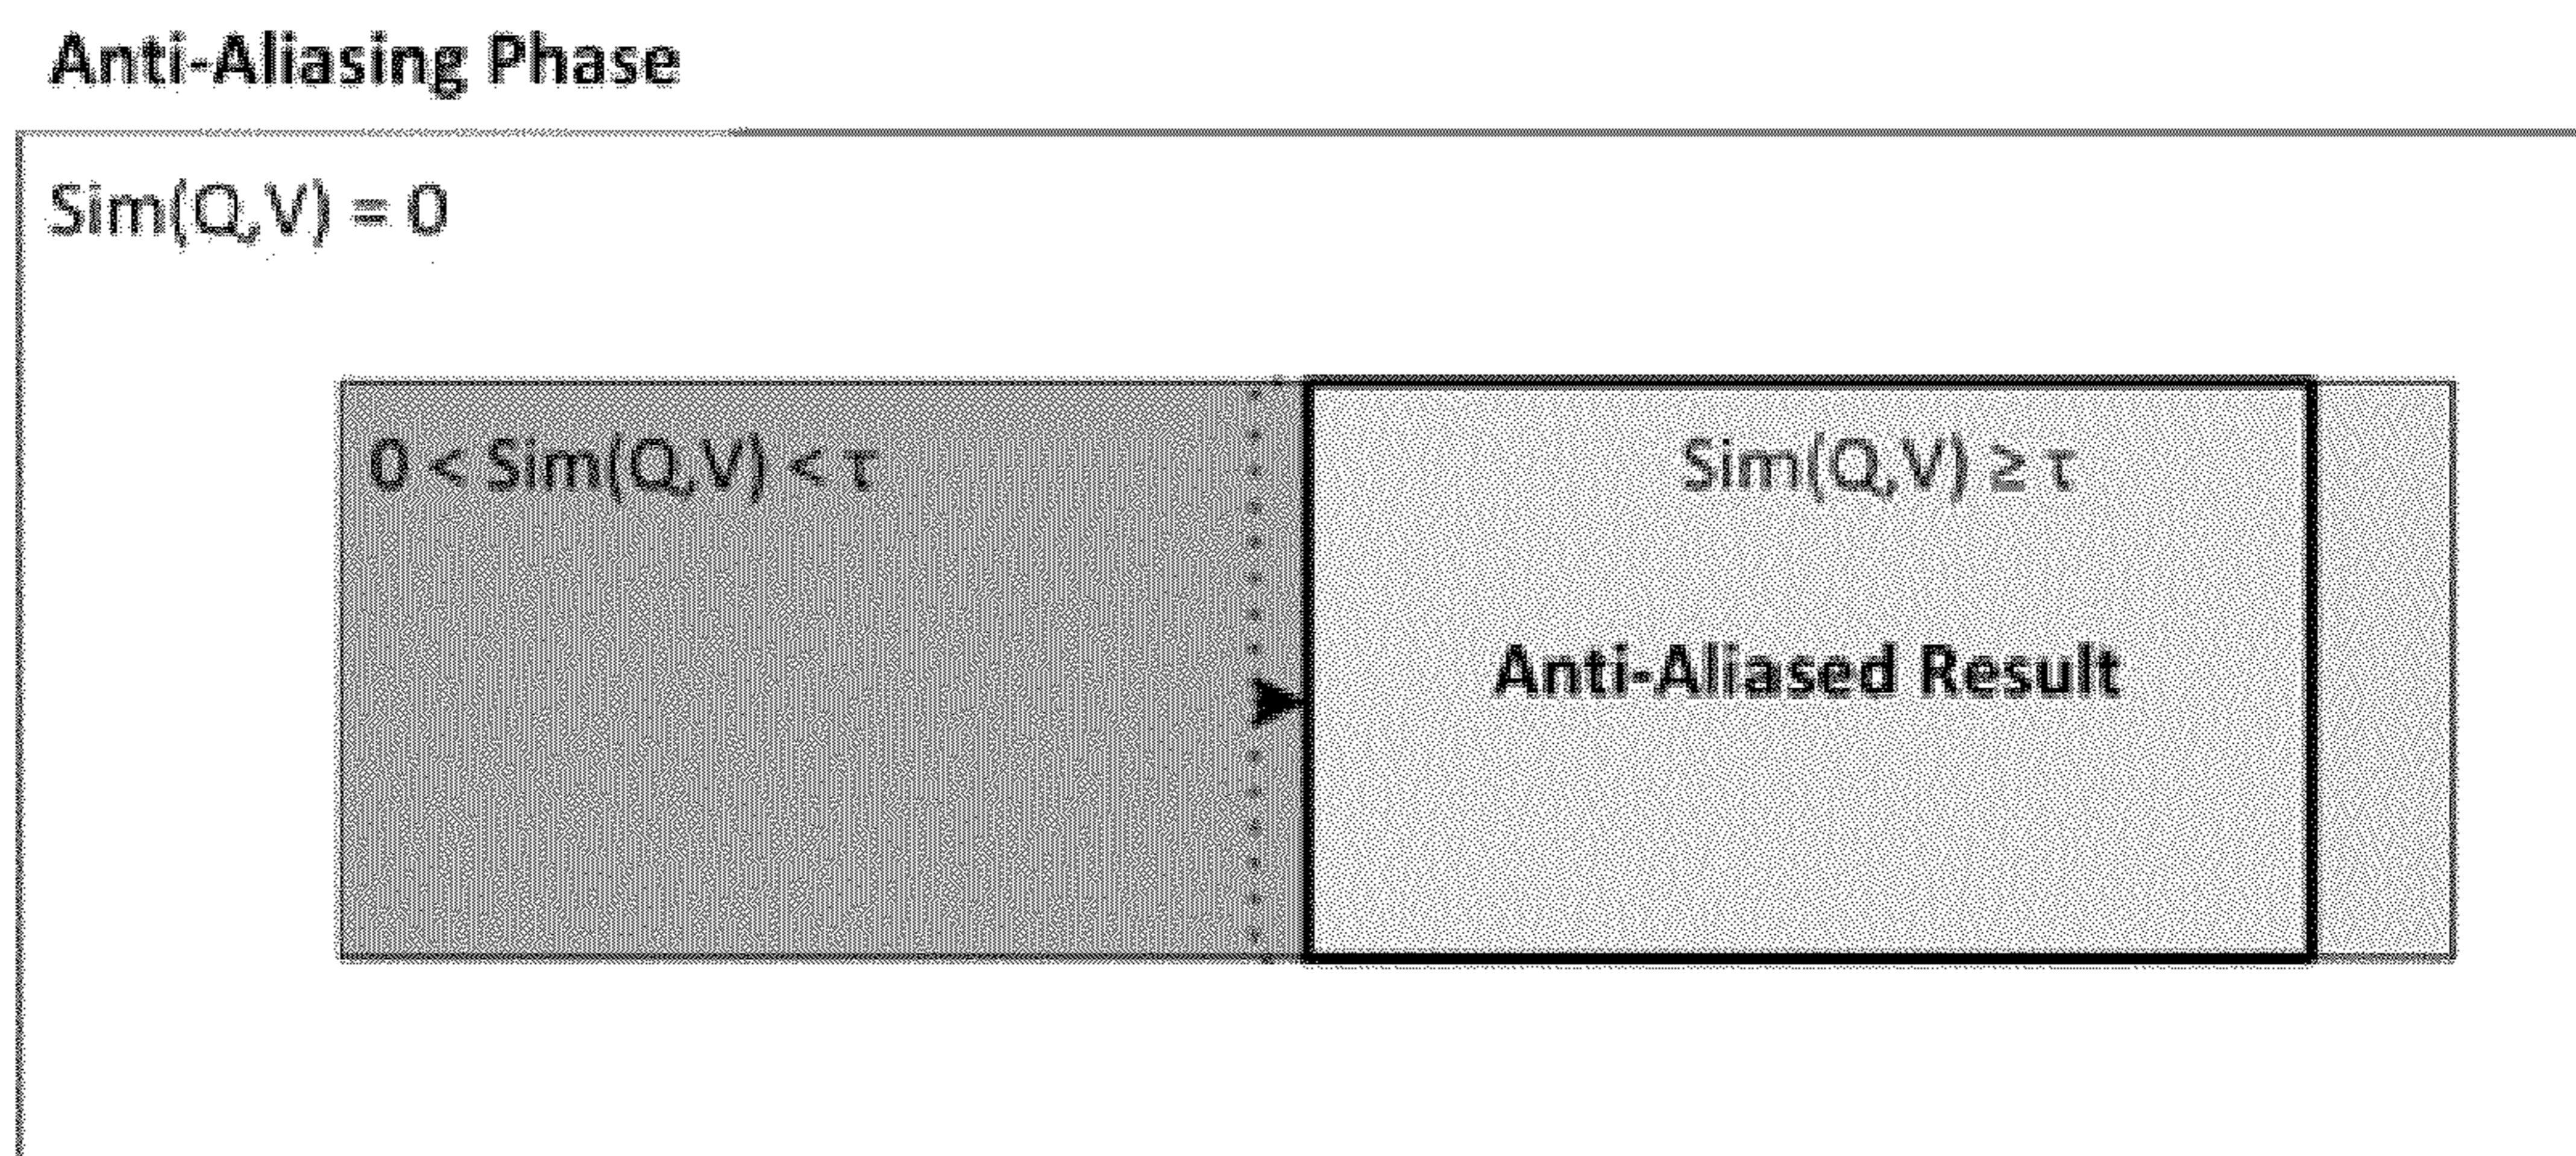 Anti-Aliasing Phase
Sim(Q,V) = 0
0 < Sim(Q,V) < τ
Sim(Q,V) ≥ τ
Anti-Aliased Result